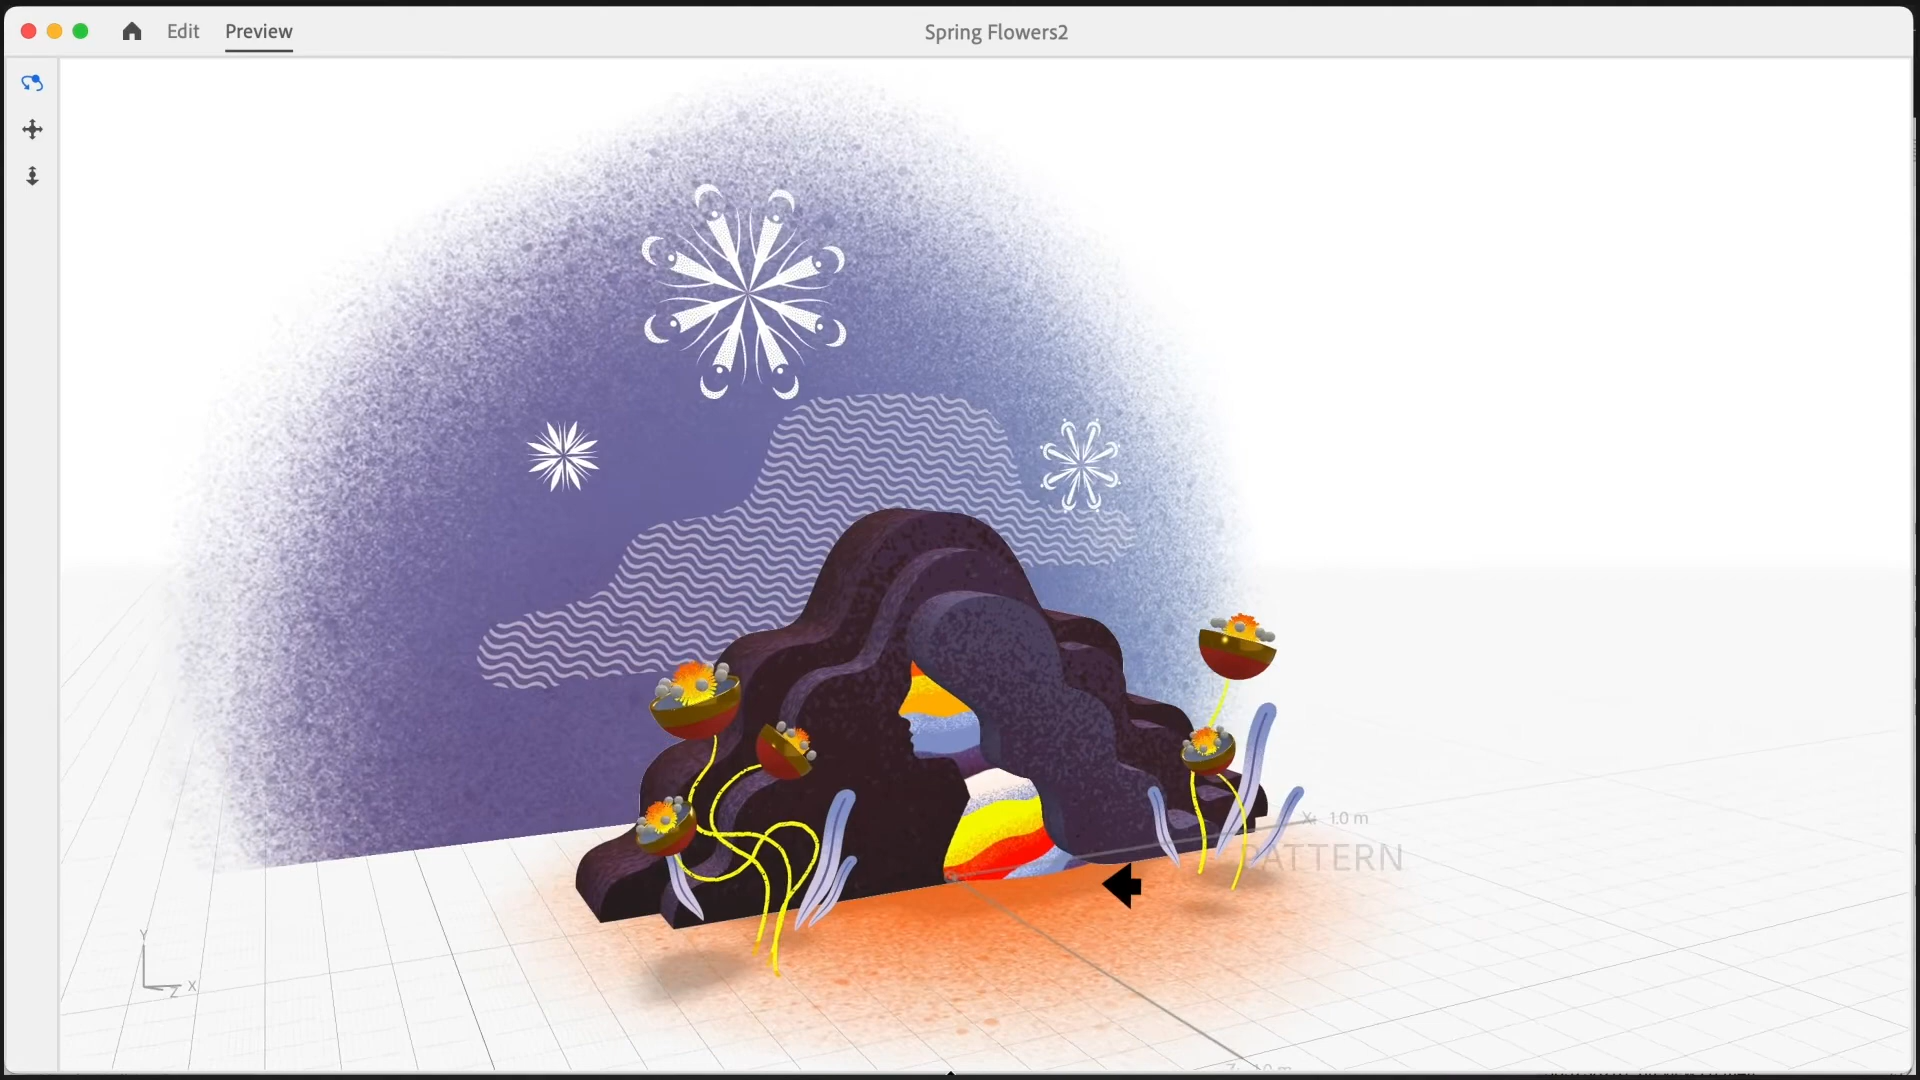 Edit Preview Spring Flowers2
X: 1.0 m
PATTERN
Y
X
Z